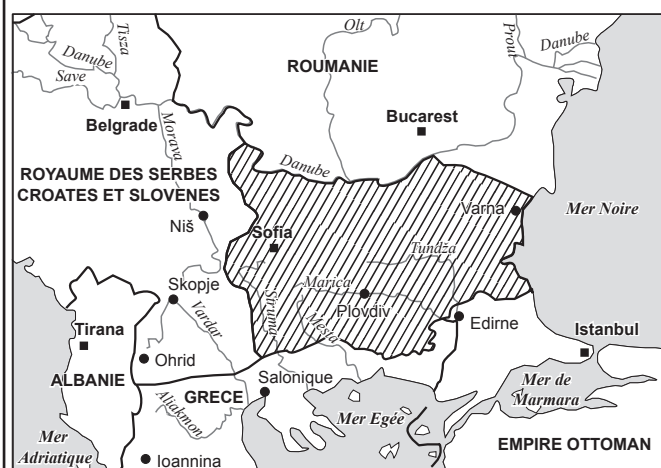 Olt
Prout
Danube
Tisza
Danube
Save
ROUMANIE
Bucarest
Belgrade
Morava
Danube
ROYAUME DES SERBES
CROATES ET SLOVÈNES
Niš
Sofia
Varna
Mer Noire
Tundža
Skopje
Marica
Plovdiv
Struma
Mesta
Vardar
Edirne
Tirana
Istanbul
Ohrid
ALBANIE
Salonique
GRECE
Aliakmon
Mer de
Marmara
Mer Egée
Mer
Adriatique
Ioannina
EMPIRE OTTOMAN